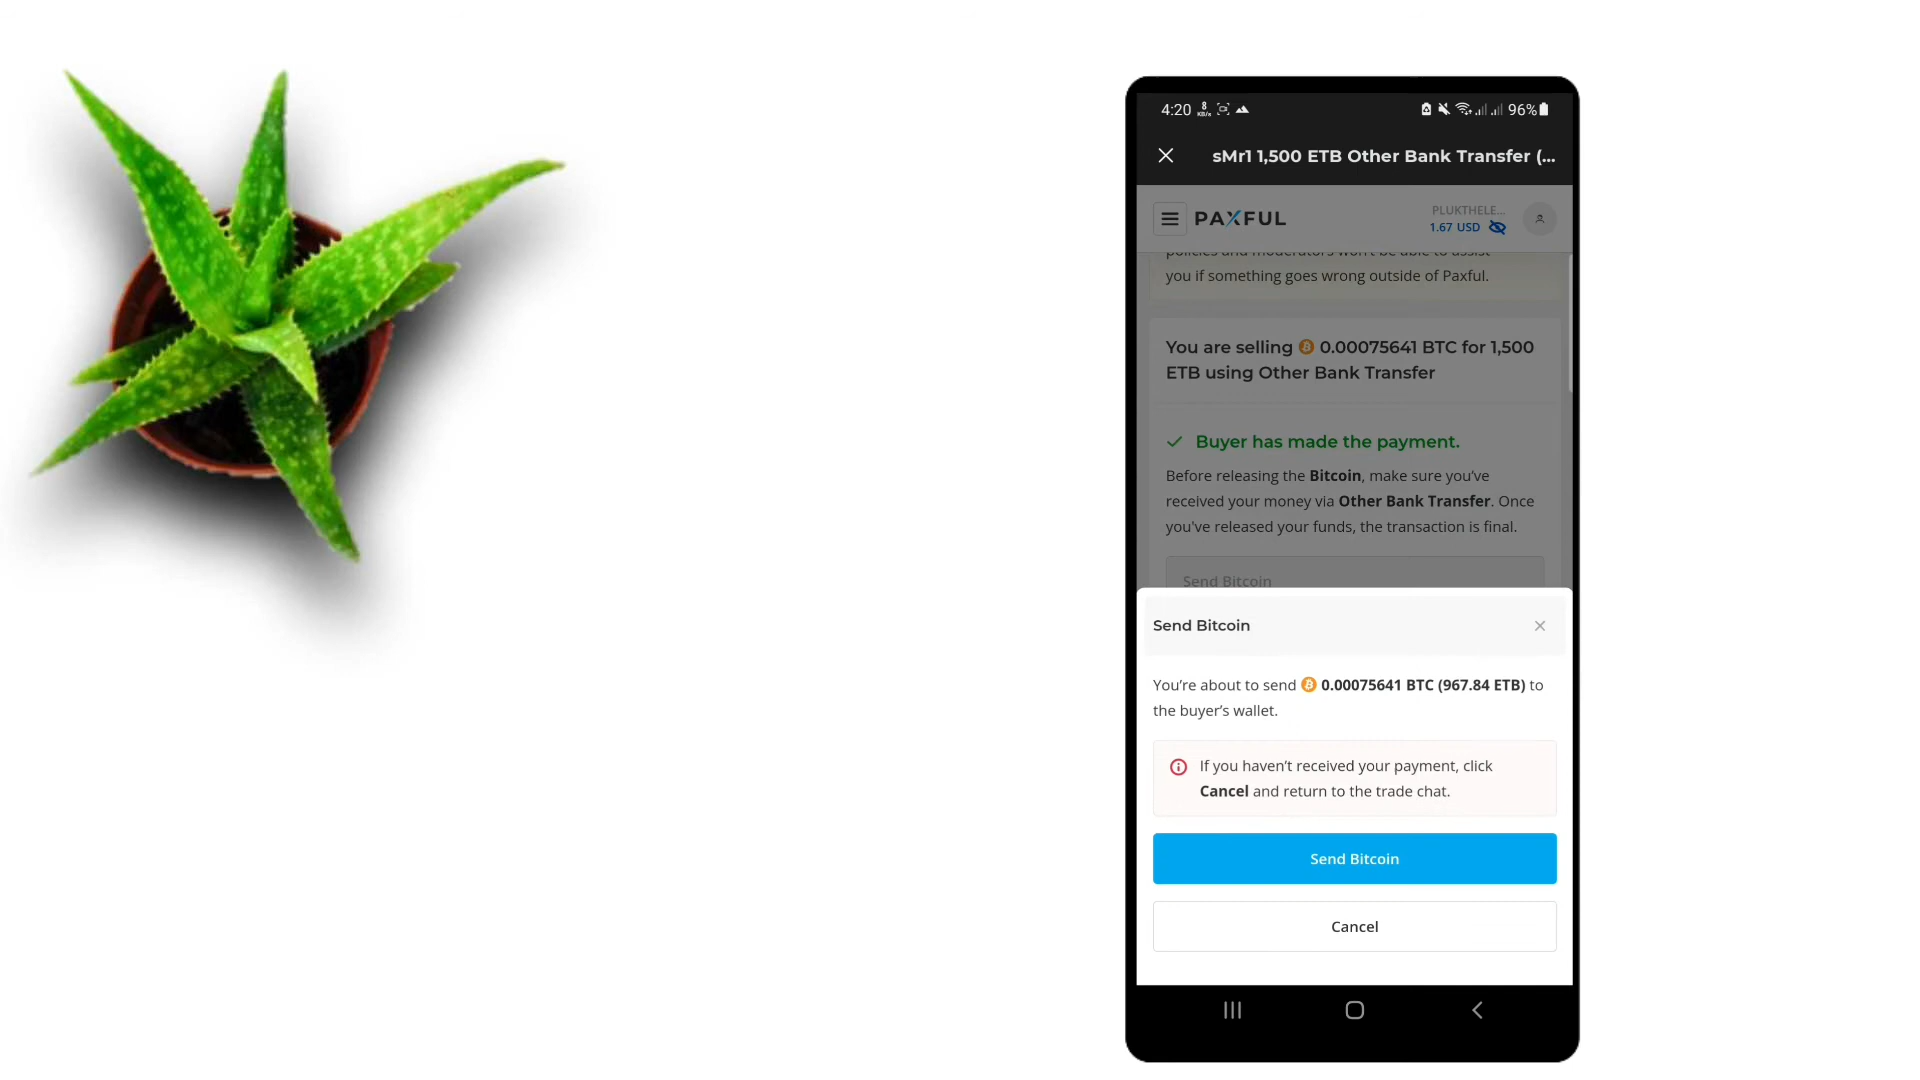 4:20 8 KB/s 96%
sMr1 1,500 ETB Other Bank Transfer (...
PAXFUL
PLUKTHELE...
1.67 USD
policies and moderators won't be able to assist
you if something goes wrong outside of Paxful.
You are selling 0.00075641 BTC for 1,500
ETB using Other Bank Transfer
Buyer has made the payment.
Before releasing the Bitcoin, make sure you've
received your money via Other Bank Transfer. Once
you've released your funds, the transaction is final.
Send Bitcoin
Send Bitcoin
You're about to send 0.00075641 BTC (967.84 ETB) to
the buyer's wallet.
If you haven't received your payment, click
Cancel and return to the trade chat.
Send Bitcoin
Cancel